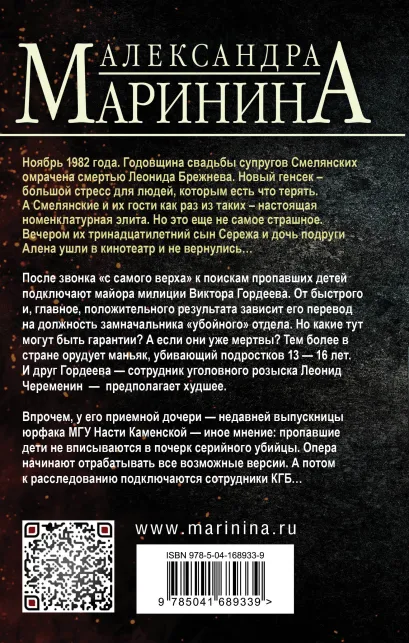 АЛЕКСАНДРА
МАРИНИНА
Ноябрь 1982 года. Годовщина свадьбы супругов Смелянских
омрачена смертью Леонида Брежнева. Новый генсек –
большой стресс для людей, которым есть что терять.
А Смелянские и их гости как раз из таких – настоящая
номенклатурная элита. Но это еще не самое страшное.
Вечером их тринадцатилетний сын Сережа и дочь подруги
Алена ушли в кинотеатр и не вернулись…
После звонка «с самого верха» к поискам пропавших детей
подключают майора милиции Виктора Гордеева. От быстрого
и, главное, положительного результата зависит его перевод
на должность замначальника «убойного» отдела. Но какие тут
могут быть гарантии? А если они уже мертвы? Тем более в
стране орудует маньяк, убивающий подростков 13 — 16 лет.
И друг Гордеева — сотрудник уголовного розыска Леонид
Череменин — предполагает худшее.
Впрочем, у его приемной дочери — недавней выпускницы
юрфака МГУ Насти Каменской — иное мнение: пропавшие
дети не вписываются в почерк серийного убийцы. Опера
начинают отрабатывать все возможные версии. А потом
к расследованию подключаются сотрудники КГБ…
www.marinina.ru
ISBN 978-5-04-168933-9
9 785041 689339 >